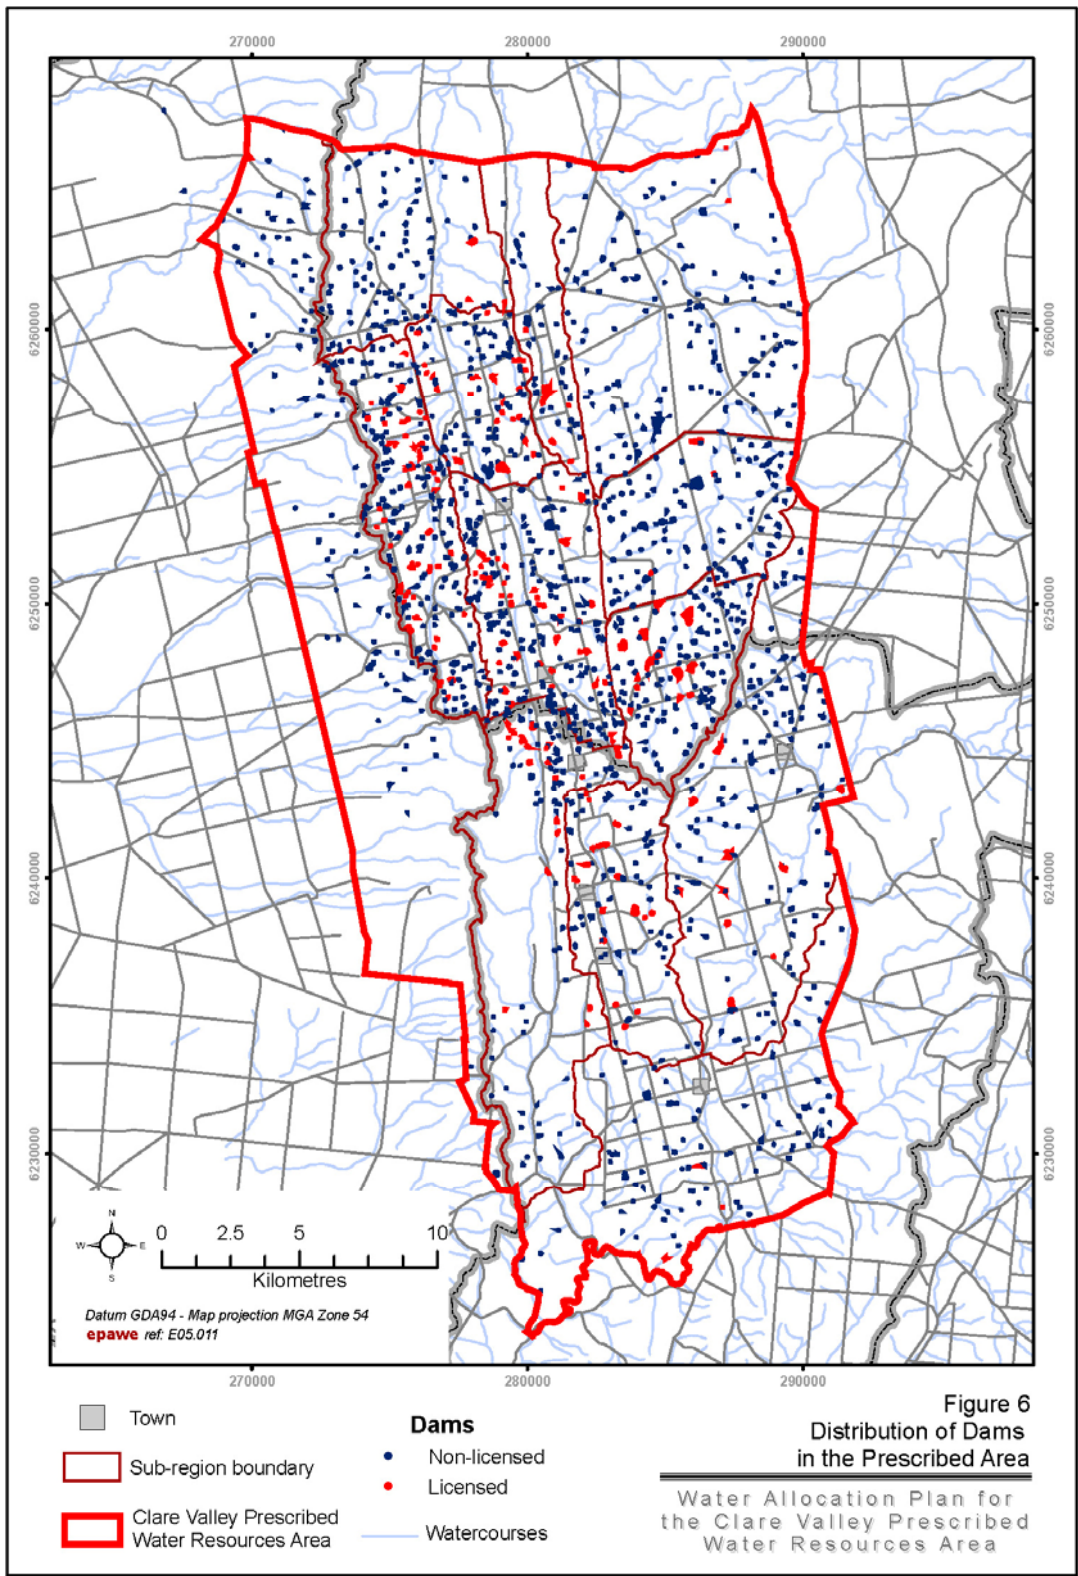 270000 280000 290000
6260000 6260000
6250000 6250000
6240000 6240000
6230000 6230000
N
W E
S
0 2.5 5 10
Kilometres
Datum GDA94 - Map projection MGA Zone 54
epawe ref: E05.011
270000 280000 290000
Town
Sub-region boundary
Clare Valley Prescribed
Water Resources Area
Dams
Non-licensed
Licensed
Watercourses
Figure 6
Distribution of Dams
in the Prescribed Area
Water Allocation Plan for
the Clare Valley Prescribed
Water Resources Area